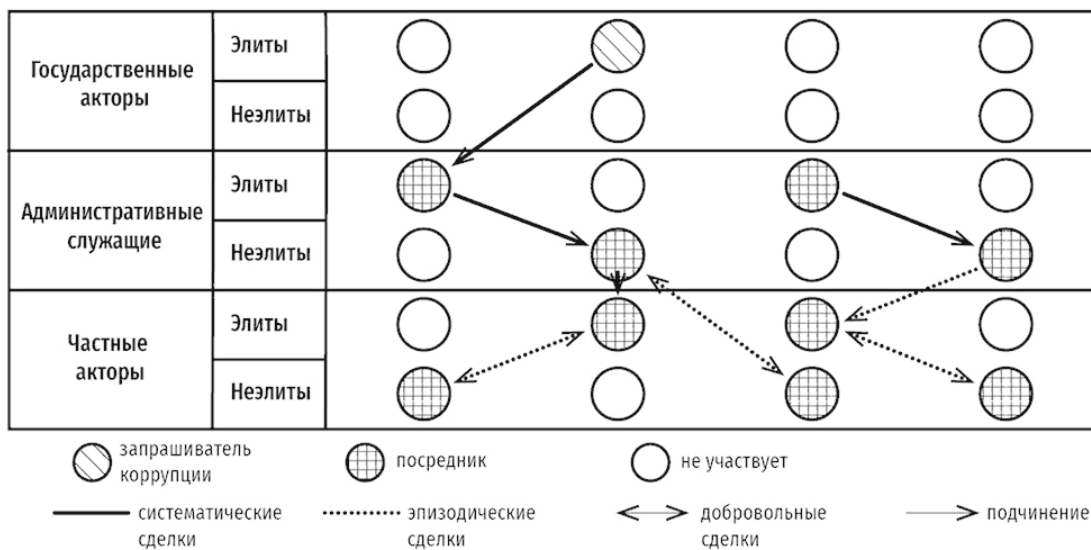 Государственные
акторы
Элиты
Неэлиты
Административные
служащие
Элиты
Неэлиты
Частные
акторы
Элиты
Неэлиты
запрашиватель
коррупции
посредник
не участвует
систематические
сделки
эпизодические
сделки
добровольные
сделки
подчинение